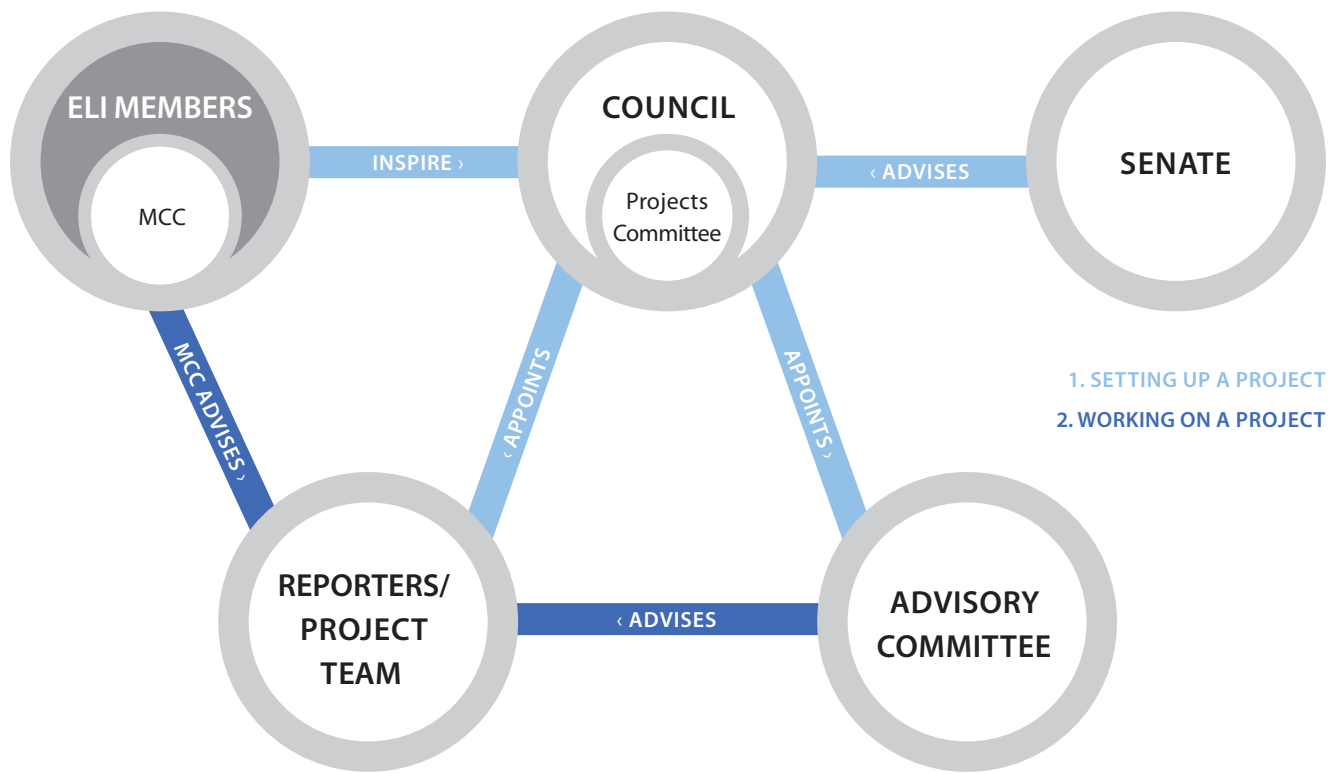 ELI MEMBERS
MCC
INSPIRE ›
COUNCIL
Projects
Committee
‹ ADVISES
SENATE
MCC ADVISES ›
‹ APPOINTS
APPOINTS ›
1. SETTING UP A PROJECT
2. WORKING ON A PROJECT
REPORTERS/
PROJECT
TEAM
‹ ADVISES
ADVISORY
COMMITTEE